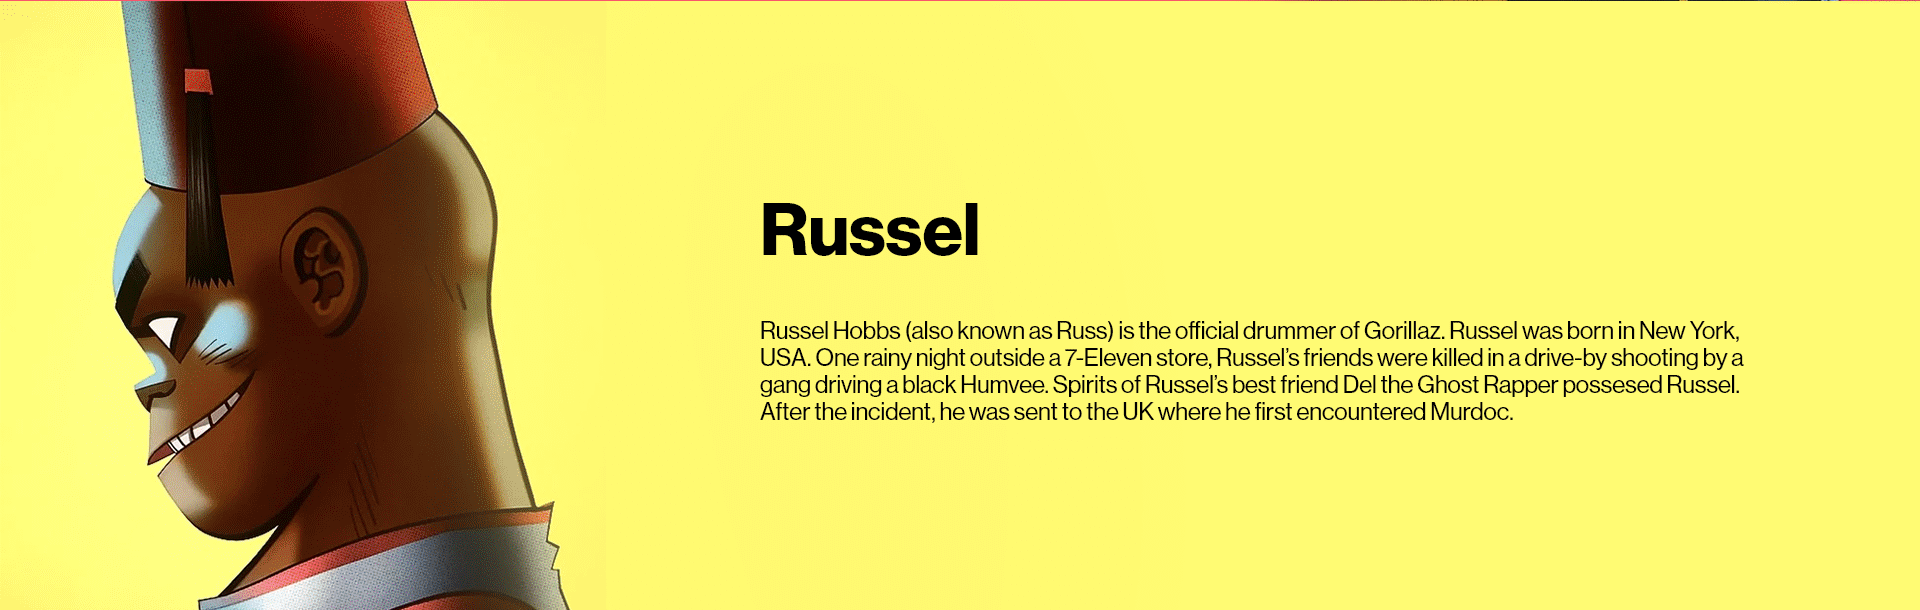 Russel
Russel Hobbs (also known as Russ) is the official drummer of Gorillaz. Russel was born in New York,
USA. One rainy night outside a 7-Eleven store, Russel’s friends were killed in a drive-by shooting by a
gang driving a black Humvee. Spirits of Russel’s best friend Del the Ghost Rapper possesed Russel.
After the incident, he was sent to the UK where he first encountered Murdoc.